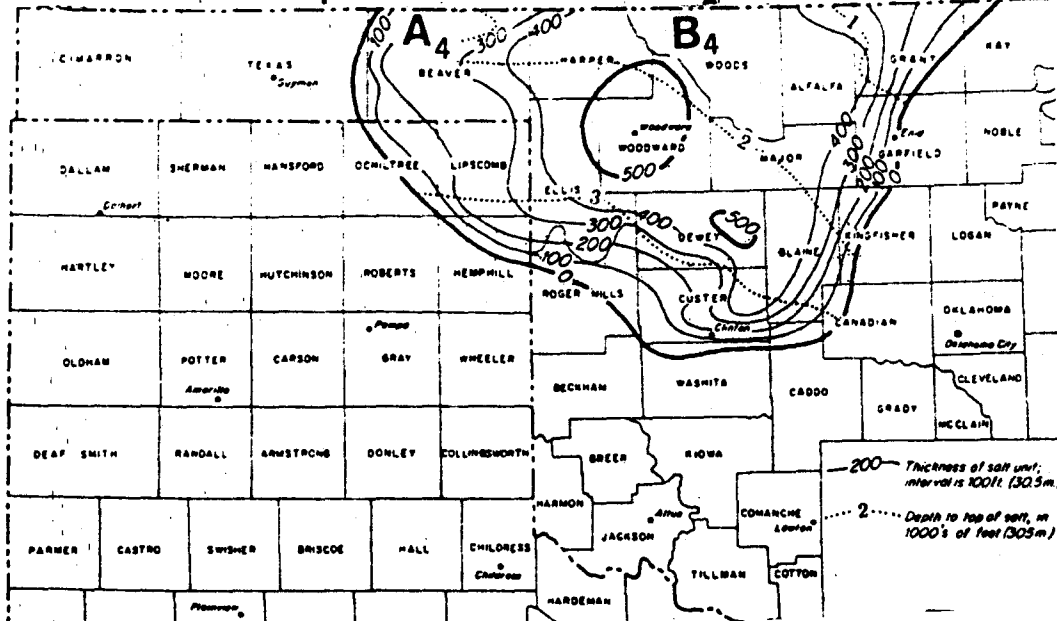 A4
B4
100
300
400
1
CIMARRON
TEXAS
Guymon
BEAVER
HARPER
WOODS
ALFALFA
GRANT
KAY
Woodward
WOODWARD
500
2
MAJOR
400
300
200
100
0
Enid
GARFIELD
NOBLE
DALLAM
SHERMAN
HANSFORD
OCHILTREE
LIPSCOMB
ELLIS
3
Dalhart
PAYNE
300
400
DEWEY
500
200
100
0
BLAINE
KINGFISHER
LOGAN
HARTLEY
MOORE
HUTCHINSON
ROBERTS
HEMPHILL
ROGER MILLS
CUSTER
Clinton
CANADIAN
OKLAHOMA
Oklahoma City
Pampa
OLDHAM
POTTER
CARSON
GRAY
WHEELER
Amarillo
BECKHAM
WASHITA
CADDO
CLEVELAND
GRADY
MC CLAIN
DEAF SMITH
RANDALL
ARMSTRONG
DONLEY
COLLINGSWORTH
GREER
KIOWA
HARMON
JACKSON
Altus
COMANCHE
Lawton
200 Thickness of salt unit;
interval is 100ft. (30.5m)
2 Depth to top of salt, in
1000's of feet (305m)
PARMER
CASTRO
SWISHER
BRISCOE
HALL
CHILDRESS
Childress
TILLMAN
COTTON
Plainview
HARDEMAN